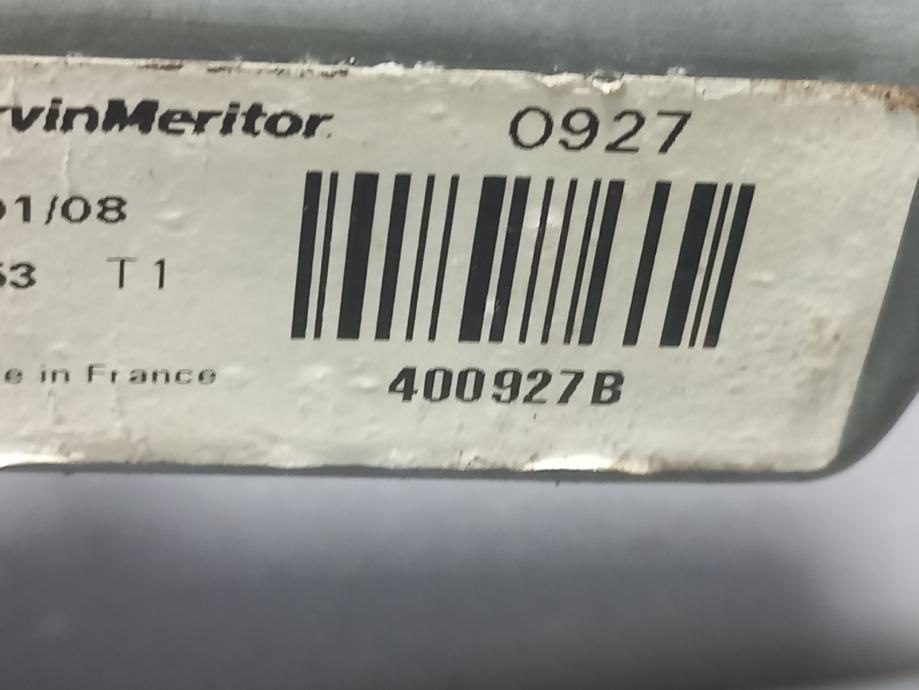 rvinMeritor. 0927
01/08
53 T1
e in France
400927B